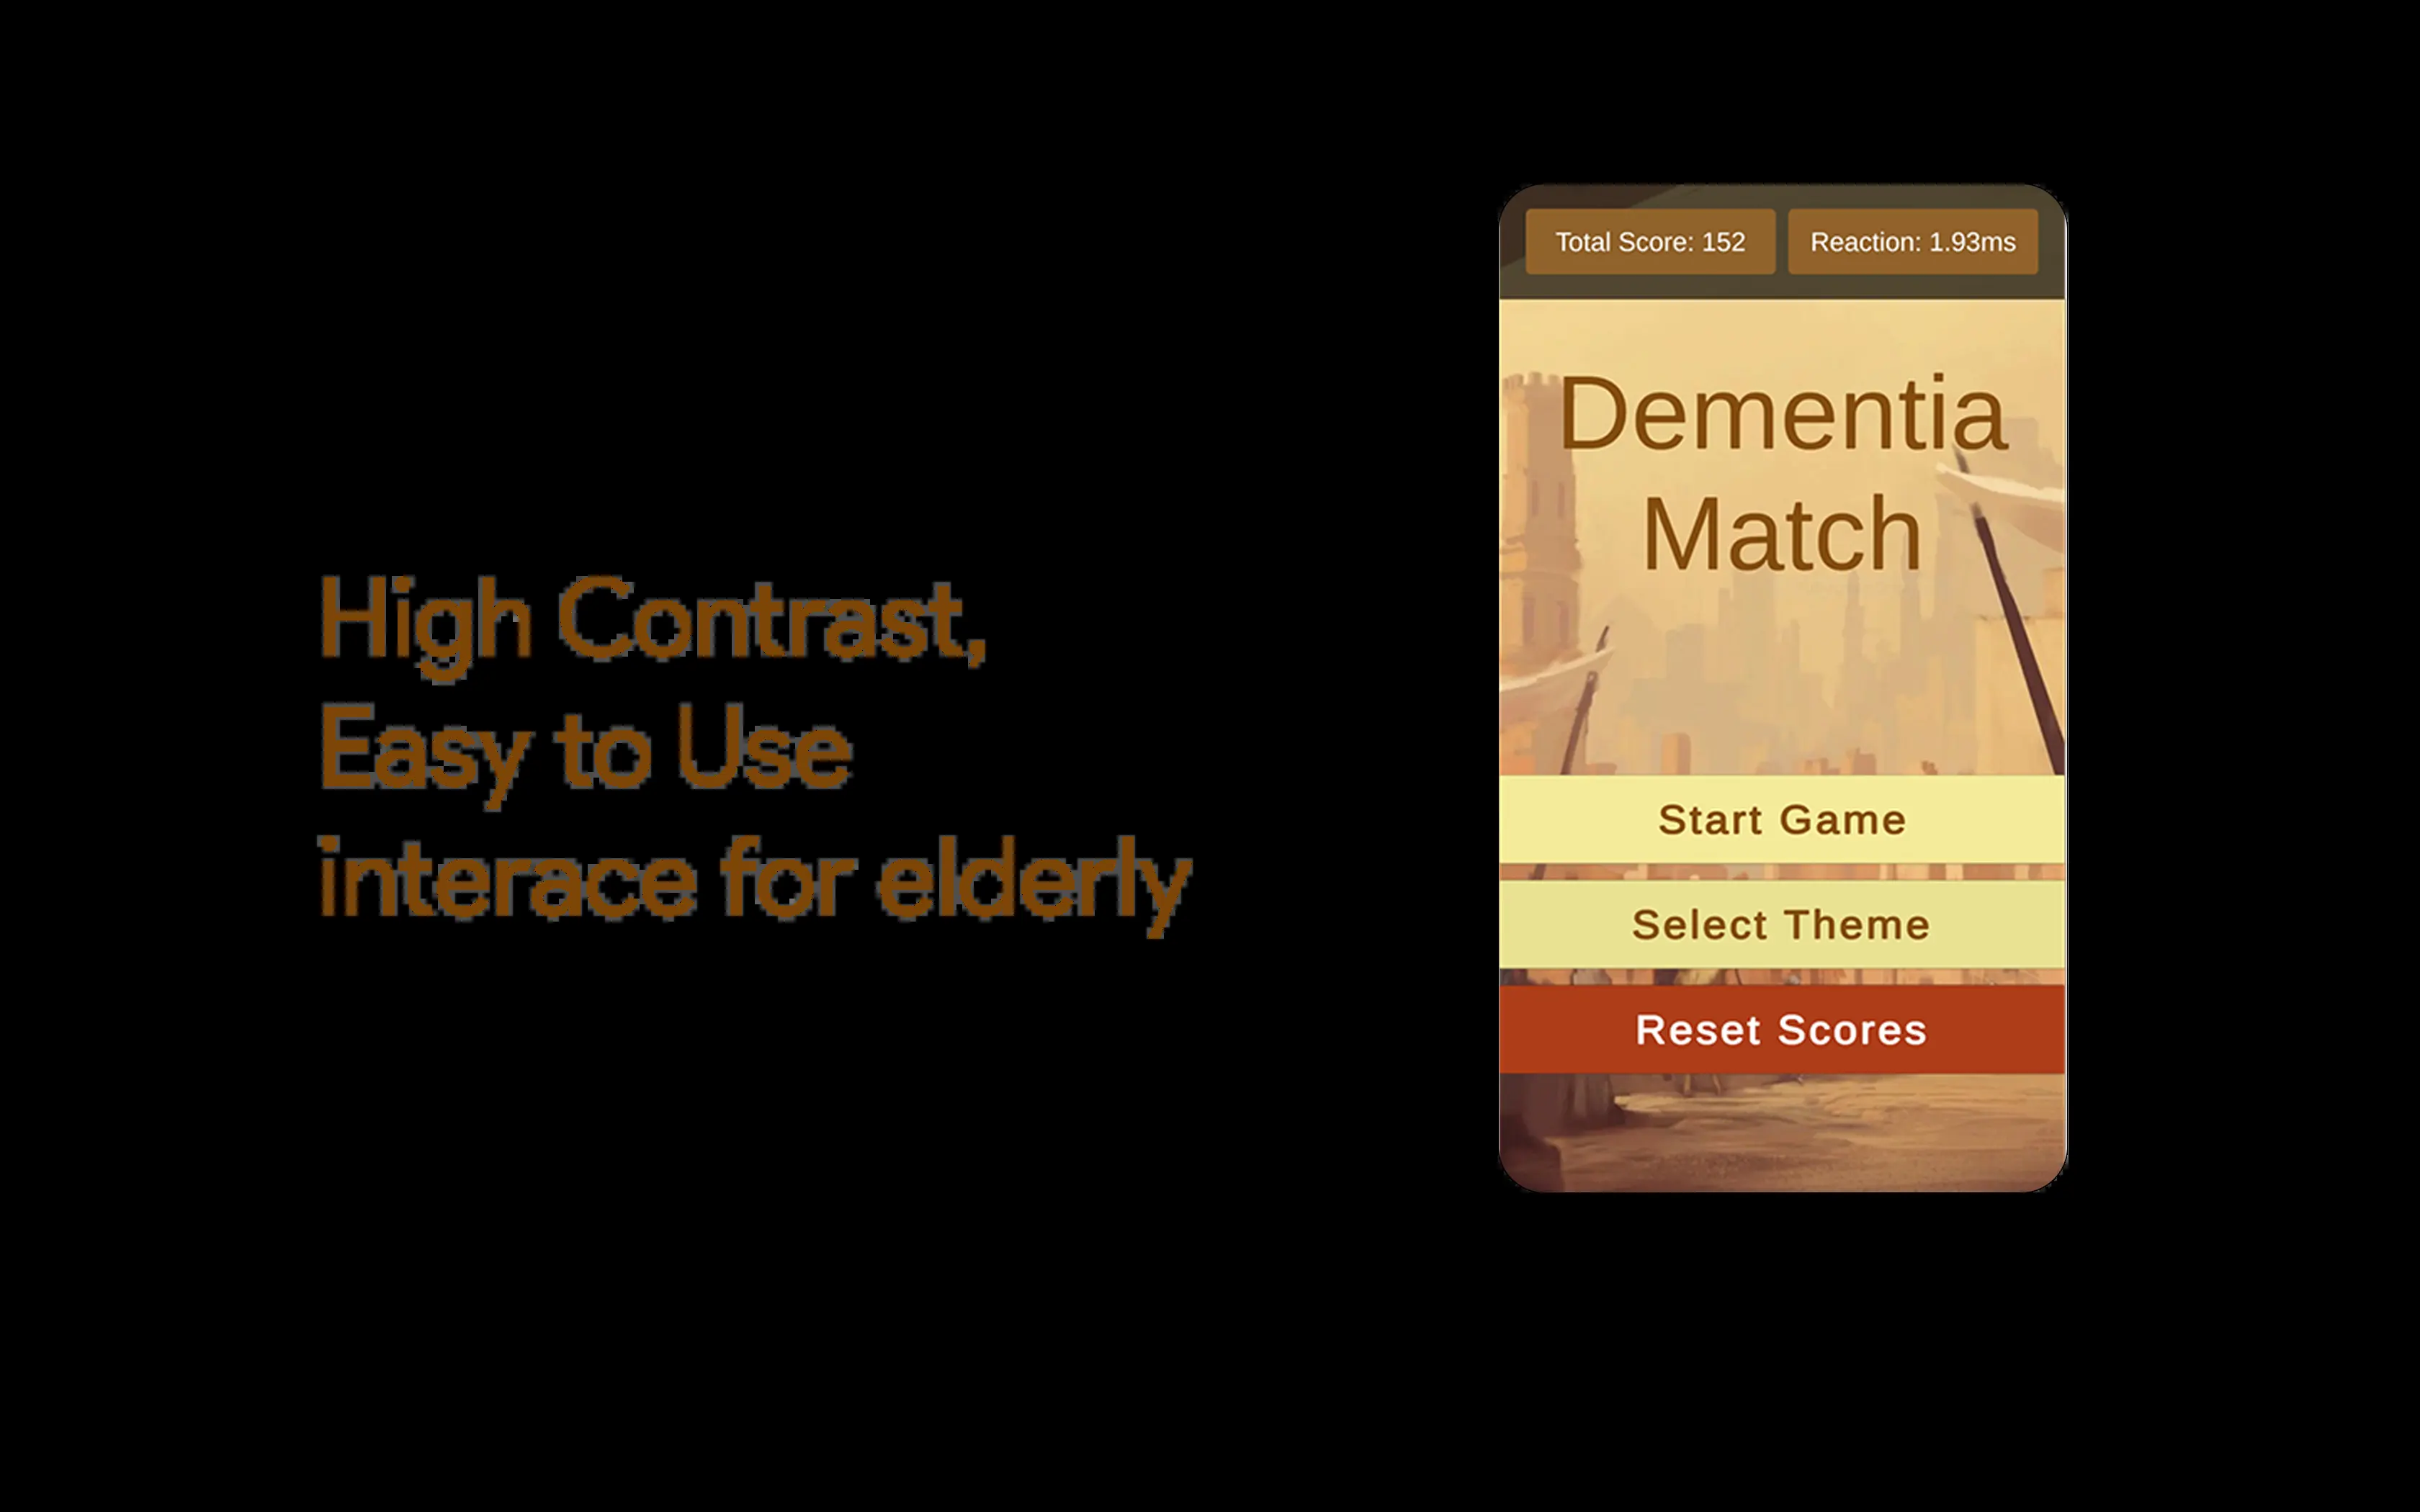 High Contrast,
Easy to Use
interace for elderly
Total Score: 152
Reaction: 1.93ms
Dementia
Match
Start Game
Select Theme
Reset Scores